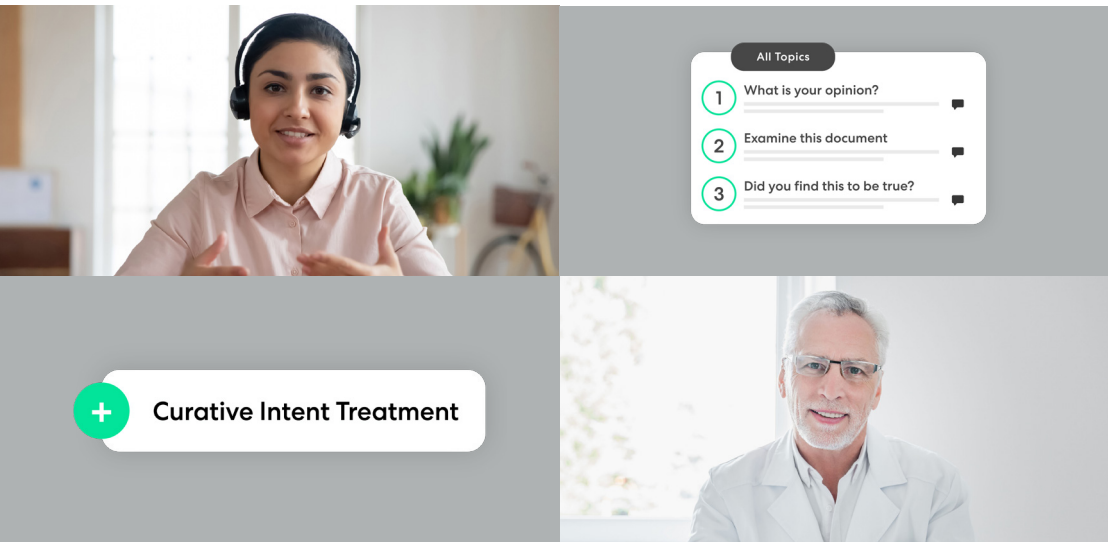 All Topics
1 What is your opinion?
2 Examine this document
3 Did you find this to be true?
+ Curative Intent Treatment